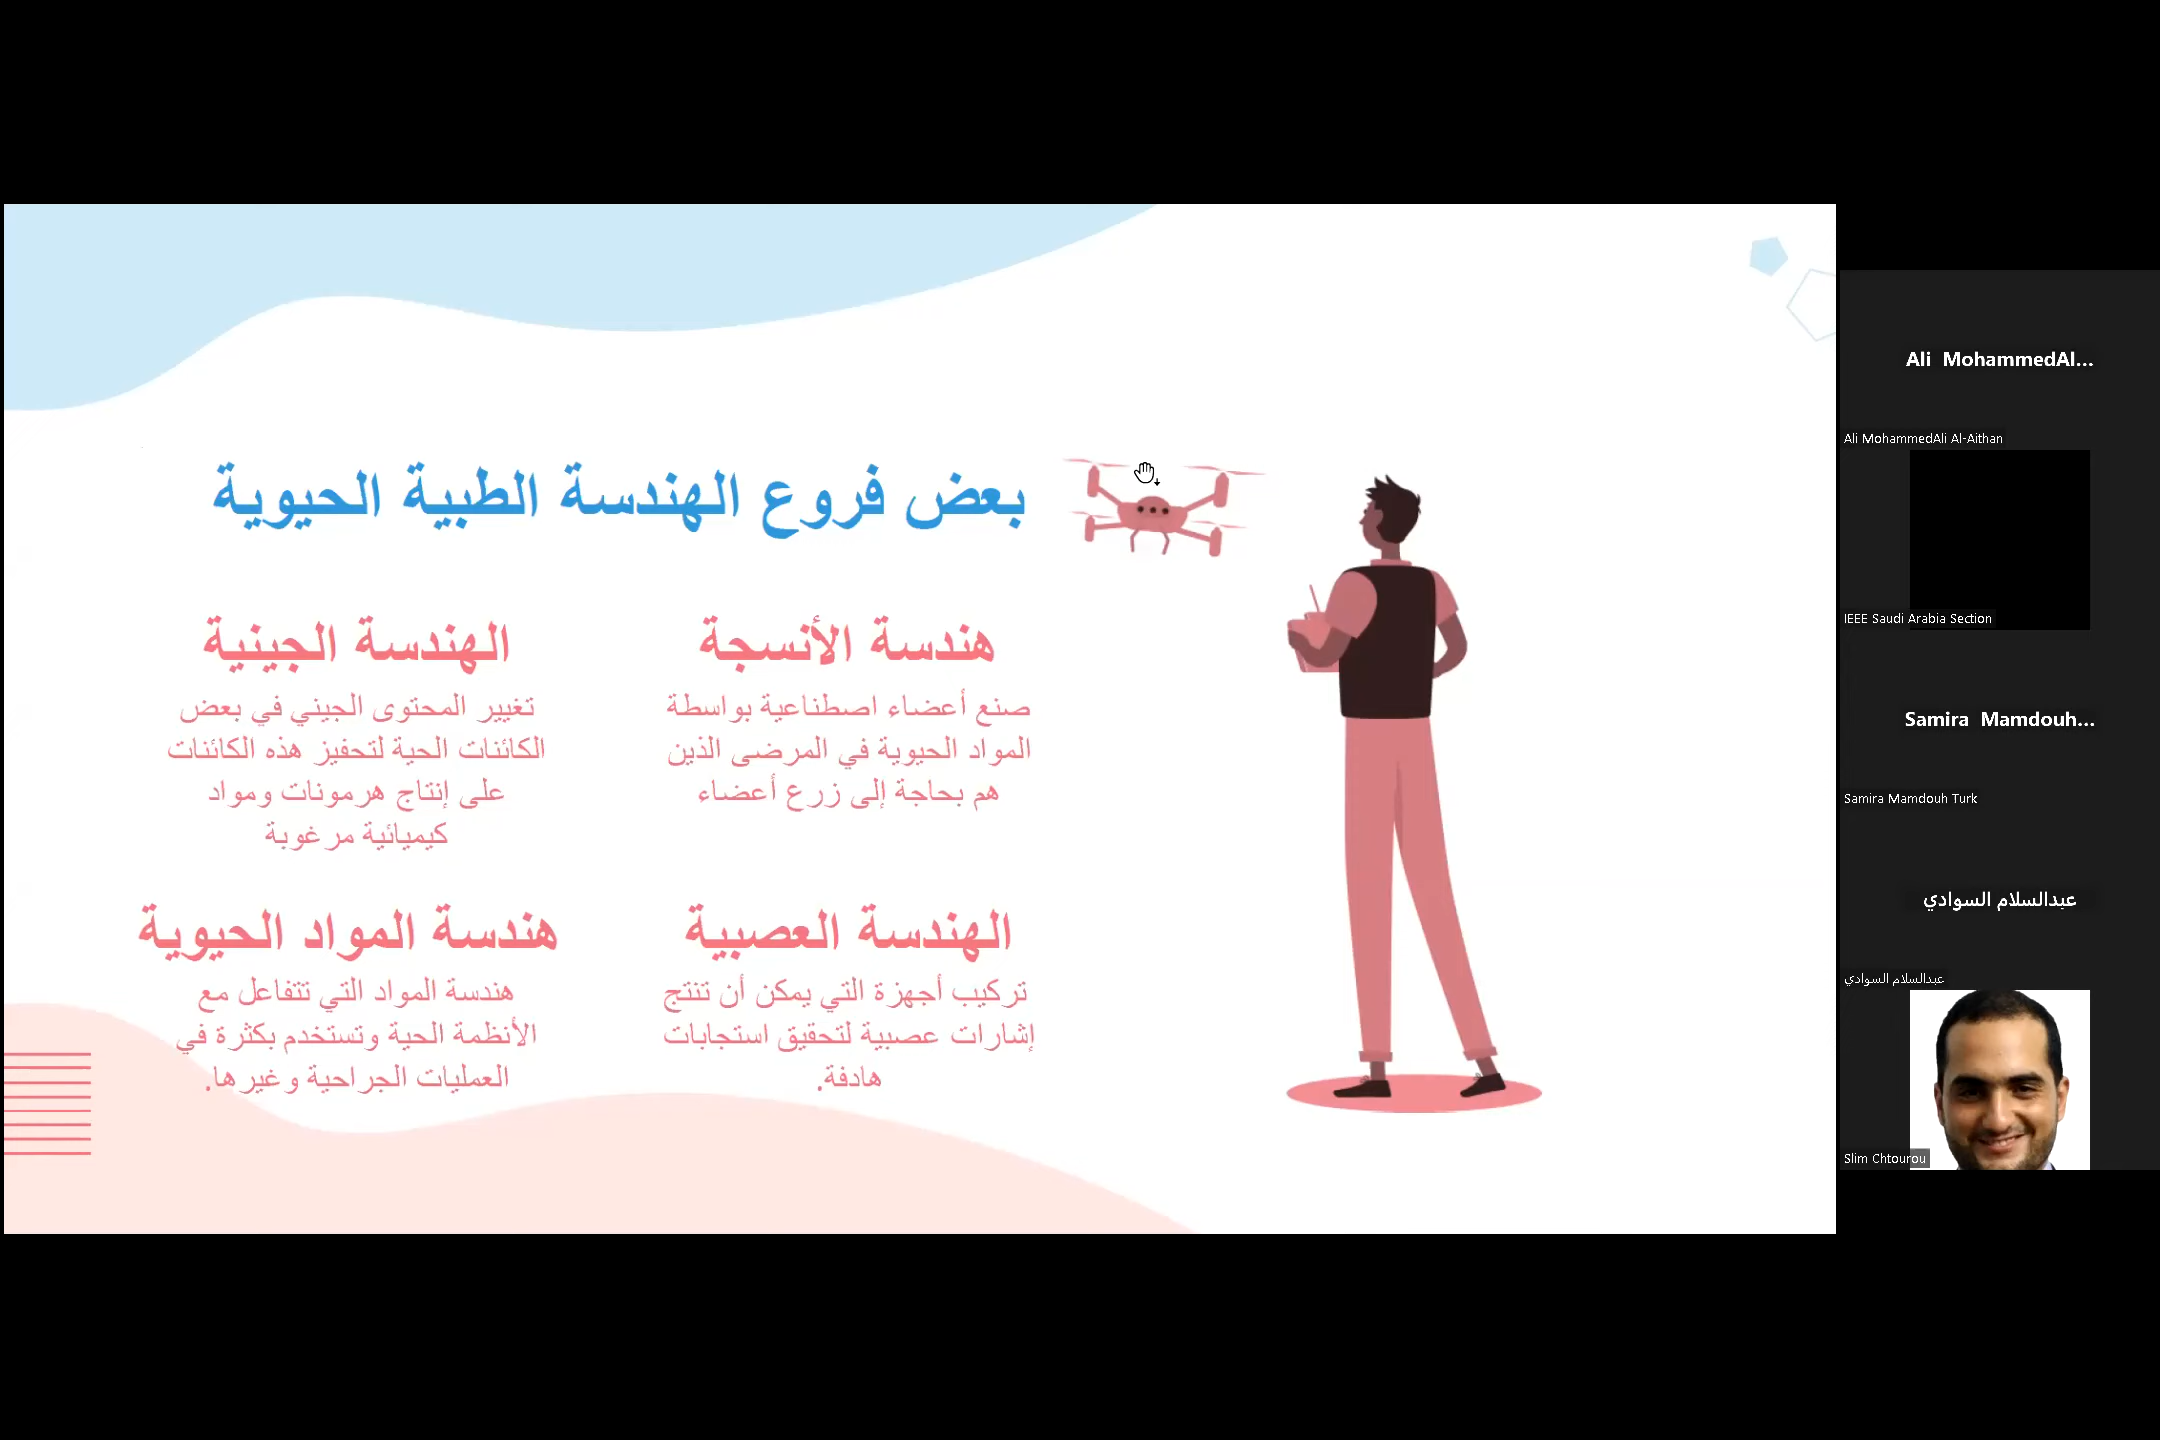 بعض فروع الهندسة الطبية الحيوية
هندسة الأنسجة
صنع أعضاء اصطناعية بواسطة
المواد الحيوية في المرضى الذين
هم بحاجة إلى زرع أعضاء
الهندسة الجينية
تغيير المحتوى الجيني في بعض
الكائنات الحية لتحفيز هذه الكائنات
على إنتاج هرمونات ومواد
كيميائية مرغوبة
الهندسة العصبية
تركيب أجهزة التي يمكن أن تنتج
إشارات عصبية لتحقيق استجابات
هادفة.
هندسة المواد الحيوية
هندسة المواد التي تتفاعل مع
الأنظمة الحية وتستخدم بكثرة في
العمليات الجراحية وغيرها.
Ali MohammedAl...
Ali MohammedAli Al-Aithan
IEEE Saudi Arabia Section
Samira Mamdouh...
Samira Mamdouh Turk
عبدالسلام السوادي
عبدالسلام السوادي
Slim Chtourou